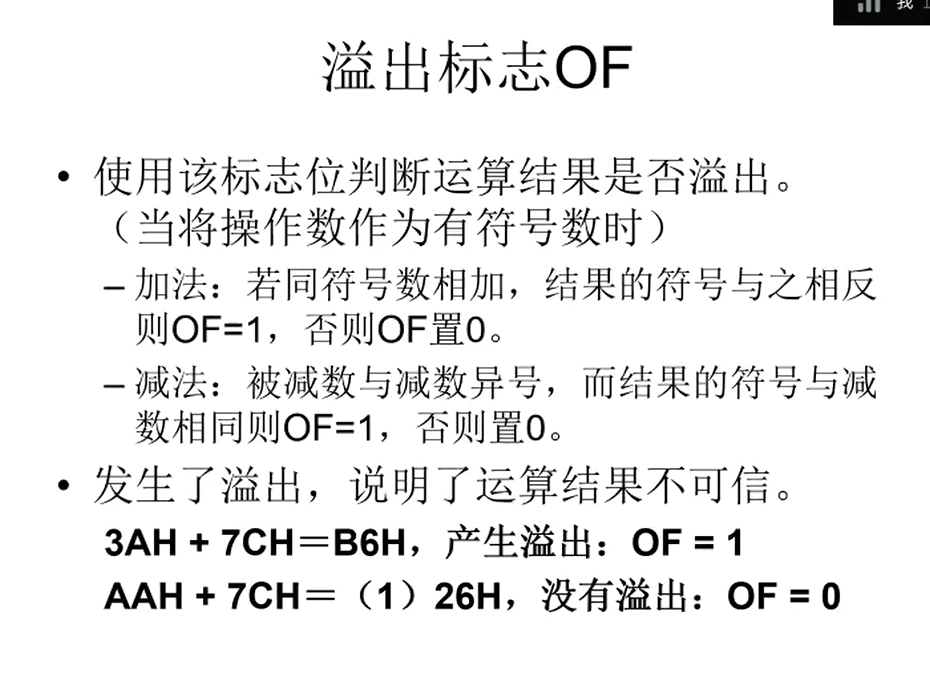 我
溢出标志OF
• 使用该标志位判断运算结果是否溢出。
（当将操作数作为有符号数时）
– 加法：若同符号数相加，结果的符号与之相反
则OF=1，否则OF置0。
– 减法：被减数与减数异号，而结果的符号与减
数相同则OF=1，否则置0。
• 发生了溢出，说明了运算结果不可信。
3AH + 7CH＝B6H，产生溢出：OF = 1
AAH + 7CH＝（1）26H，没有溢出：OF = 0